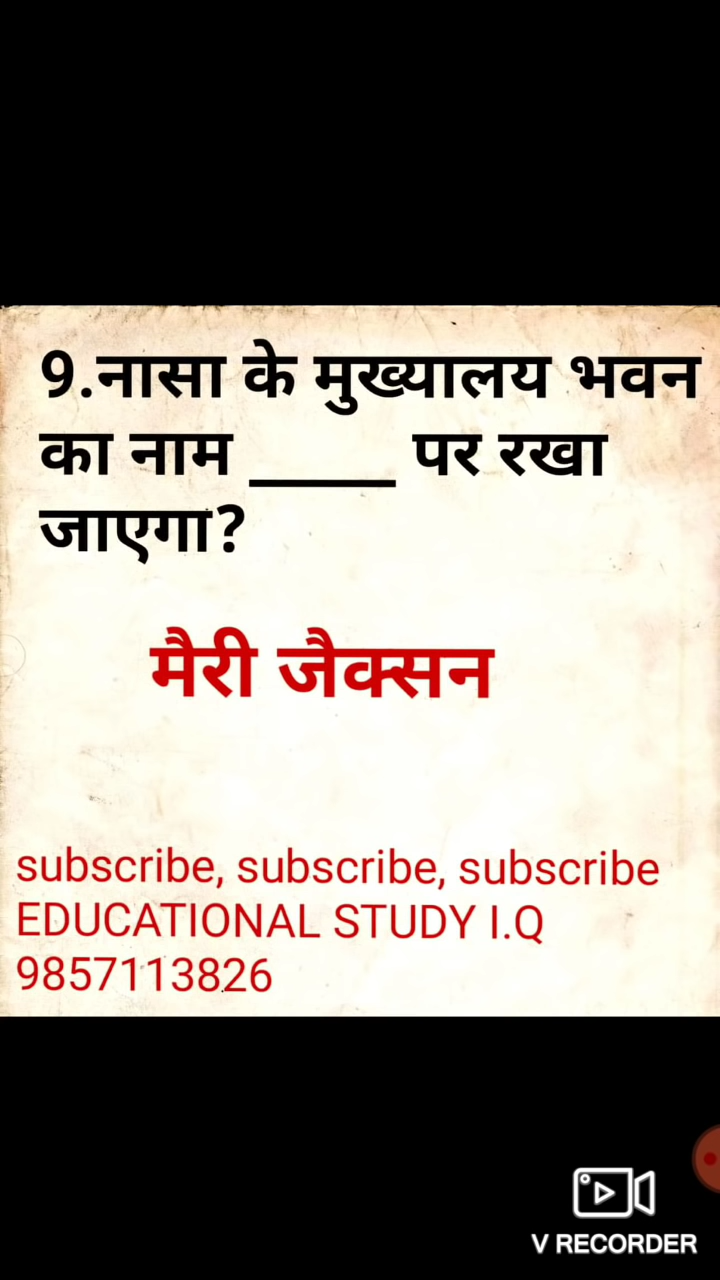 9.नासा के मुख्यालय भवन
का नाम _____ पर रखा
जाएगा?
मैरी जैक्सन
subscribe, subscribe, subscribe
EDUCATIONAL STUDY I.Q
9857113826
V RECORDER